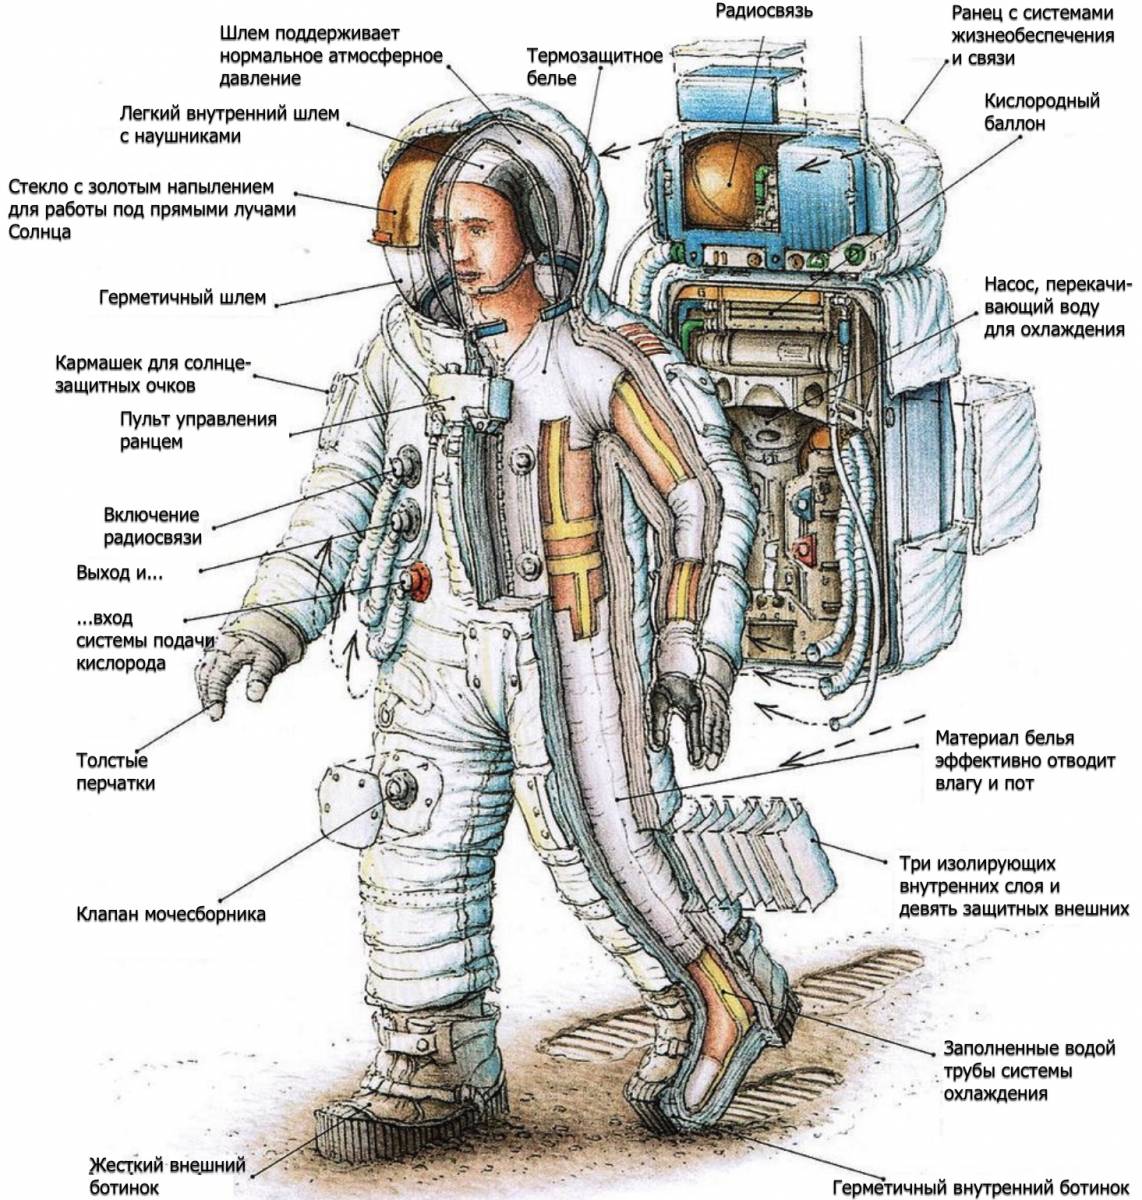 Радиосвязь
Ранец с системами
жизнеобеспечения
и связи
Шлем поддерживает
нормальное атмосферное
давление
Термозащитное
белье
Кислородный
баллон
Легкий внутренний шлем
с наушниками
Стекло с золотым напылением
для работы под прямыми лучами
Солнца
Герметичный шлем
Насос, перекачи-
вающий воду
для охлаждения
Кармашек для солнце-
защитных очков
Пульт управления
ранцем
Включение
радиосвязи
Выход и...
...вход
системы подачи
кислорода
Толстые
перчатки
Материал белья
эффективно отводит
влагу и пот
Три изолирующих
внутренних слоя и
девять защитных внешних
Клапан мочесборника
Заполненные водой
трубы системы
охлаждения
Жесткий внешний
ботинок
Герметичный внутренний ботинок